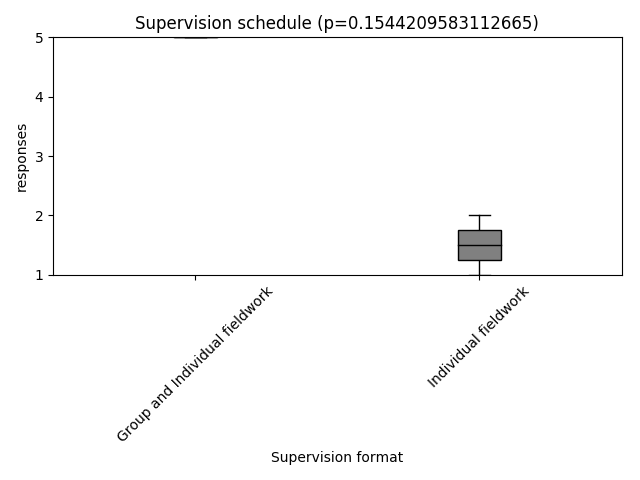 Supervision schedule (p=0.1544209583112665)
5
4
3
2
1
responses
Group and Individual fieldwork
Individual fieldwork
Supervision format